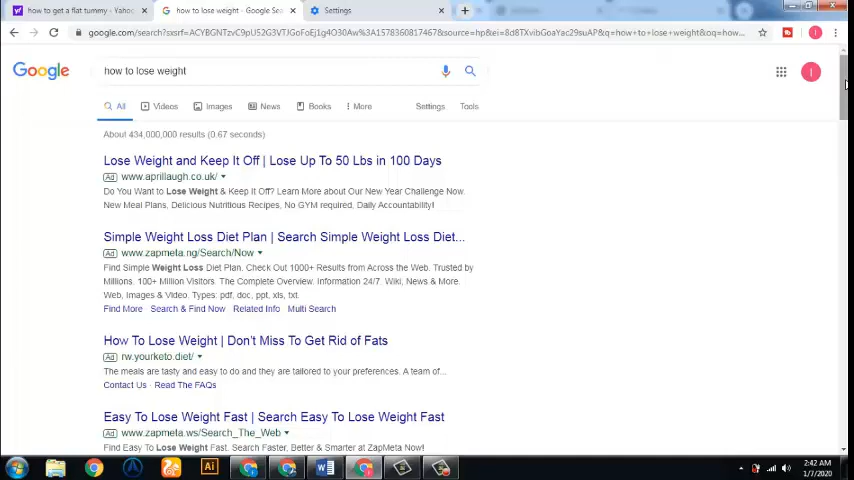 how to get a flat tummy - Yahoo
how to lose weight - Google Sea
Settings
google.com/search?sxsrf=ACYBGNTzvC9pU52G3VTJGoFoEj1g4O30Aw%3A1578360817467&source=hp&ei=8d8TXvibGoaYac29suAP&q=how+to+lose+weight&oq=how...
Google
how to lose weight
All Videos Images News Books More Settings Tools
About 434,000,000 results (0.67 seconds)
Lose Weight and Keep It Off | Lose Up To 50 Lbs in 100 Days
Ad www.aprillaugh.co.uk/
Do You Want to Lose Weight & Keep It Off? Learn More about Our New Year Challenge Now.
New Meal Plans, Delicious Nutritious Recipes, No GYM required, Daily Accountability!
Simple Weight Loss Diet Plan | Search Simple Weight Loss Diet...
Ad www.zapmeta.ng/Search/Now
Find Simple Weight Loss Diet Plan. Check Out 1000+ Results from Across the Web. Trusted by
Millions. 100+ Million Visitors. The Complete Overview. Information 24/7. Wiki, News & More.
Web, Images & Video. Types: pdf, doc, ppt, xls, txt.
Find More · Search & Find Now · Related Info · Multi Search
How To Lose Weight | Don't Miss To Get Rid of Fats
Ad rw.yourketo.diet/
The meals are tasty and easy to do and they are tailored to your preferences. A team of...
Contact Us · Read The FAQs
Easy To Lose Weight Fast | Search Easy To Lose Weight Fast
Ad www.zapmeta.ws/Search_The_Web
Find Easy To Lose Weight Fast. Search Faster, Better & Smarter at ZapMeta Now!
Ai
2:42 AM
1/7/2020